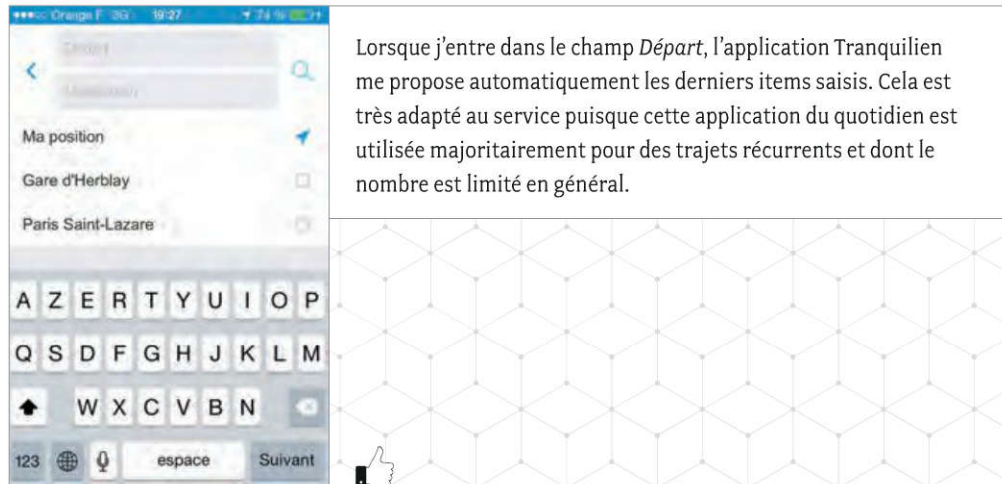 Orange F 3G 19:27 74 %
Départ
Ma position
Gare d'Herblay
Paris Saint-Lazare
A Z E R T Y U I O P
Q S D F G H J K L M
W X C V B N
123 espace Suivant
Lorsque j'entre dans le champ Départ, l'application Tranquilien
me propose automatiquement les derniers items saisis. Cela est
très adapté au service puisque cette application du quotidien est
utilisée majoritairement pour des trajets récurrents et dont le
nombre est limité en général.